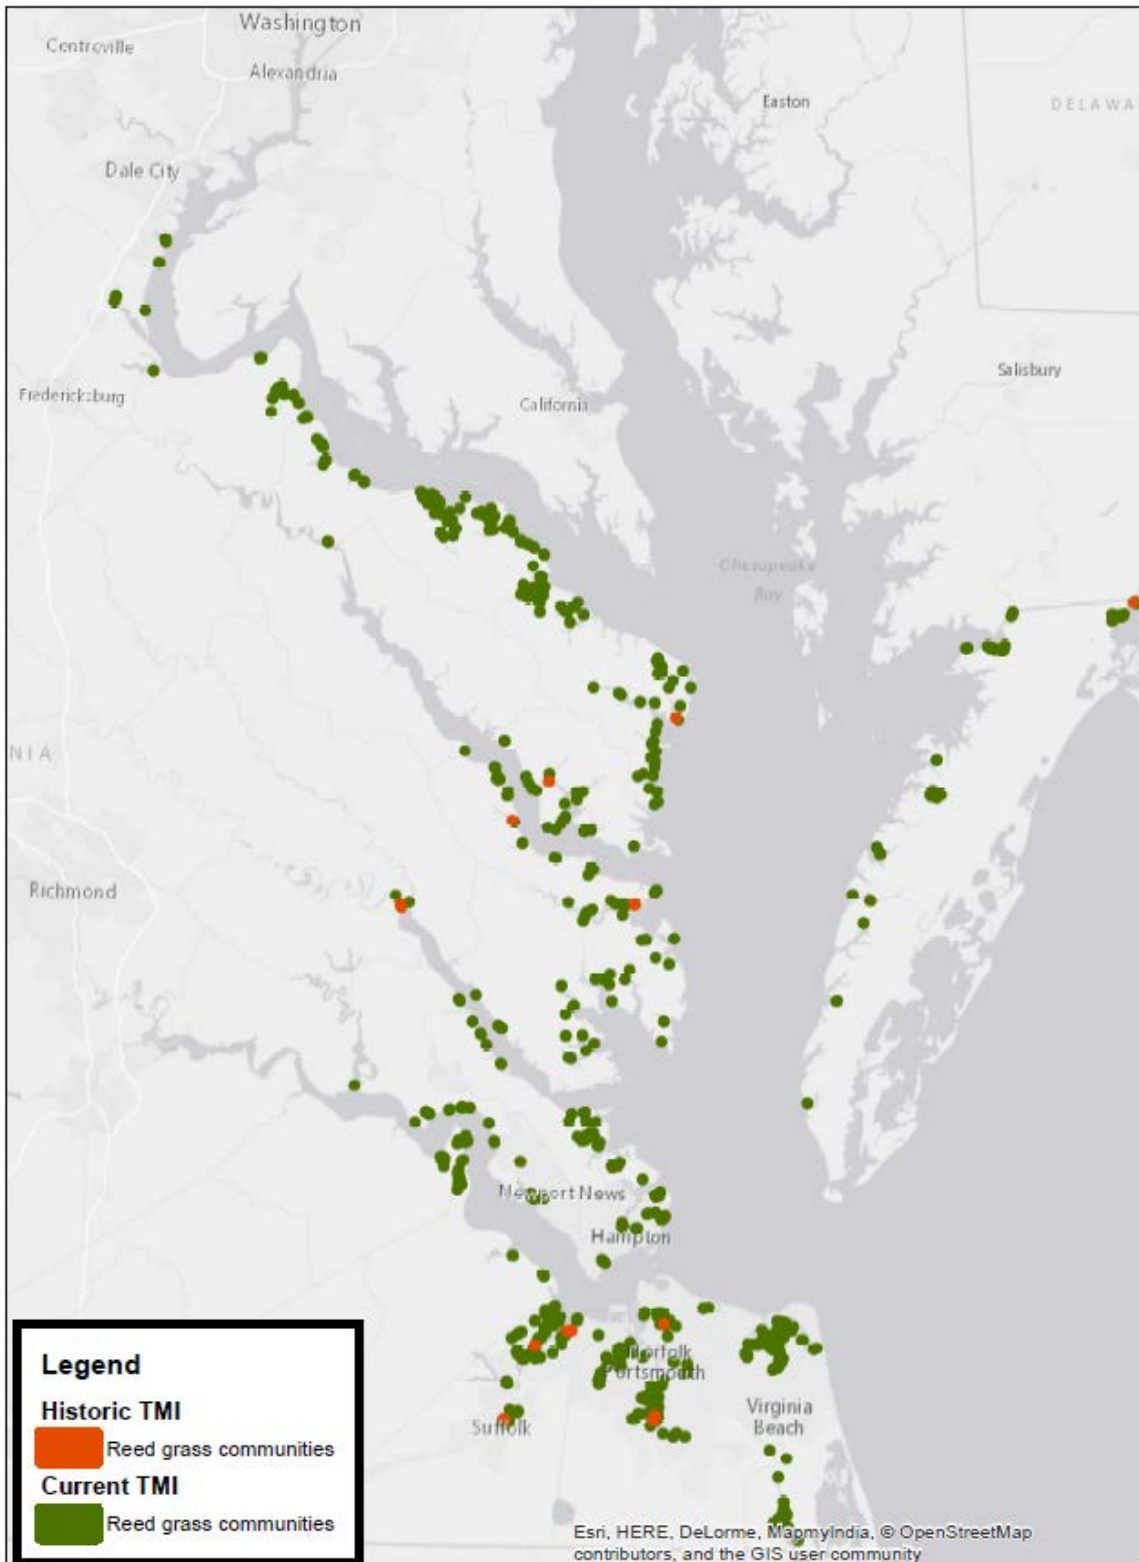 Washington
Centroville
Alexandria
Easton
DELAWA
Dale City
Salisbury
Fredericksburg
California
Chesapeake
Bay
NIA
Richmond
Newport News
Hampton
Norfolk
Portsmouth
Virginia
Beach
Suffolk
Legend
Historic TMI
Reed grass communities
Current TMI
Reed grass communities
Esri, HERE, DeLorme, MapmyIndia, © OpenStreetMap
contributors, and the GIS user community